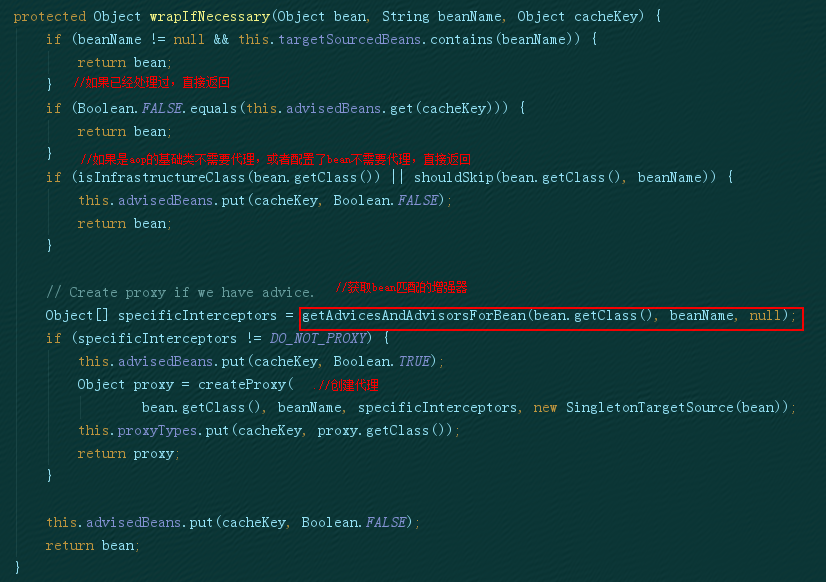 protected Object wrapIfNecessary(Object bean, String beanName, Object cacheKey) {
if (beanName != null && this.targetSourcedBeans.contains(beanName)) {
return bean;
} //如果已经处理过，直接返回
if (Boolean.FALSE.equals(this.advisedBeans.get(cacheKey))) {
return bean;
} //如果是aop的基础类不需要代理，或者配置了bean不需要代理，直接返回
if (isInfrastructureClass(bean.getClass()) || shouldSkip(bean.getClass(), beanName)) {
this.advisedBeans.put(cacheKey, Boolean.FALSE);
return bean;
}
// Create proxy if we have advice. //获取bean匹配的增强器
Object[] specificInterceptors = getAdvicesAndAdvisorsForBean(bean.getClass(), beanName, null);
if (specificInterceptors != DO_NOT_PROXY) {
this.advisedBeans.put(cacheKey, Boolean.TRUE);
Object proxy = createProxy( ..//创建代理
bean.getClass(), beanName, specificInterceptors, new SingletonTargetSource(bean));
this.proxyTypes.put(cacheKey, proxy.getClass());
return proxy;
}
this.advisedBeans.put(cacheKey, Boolean.FALSE);
return bean;
}